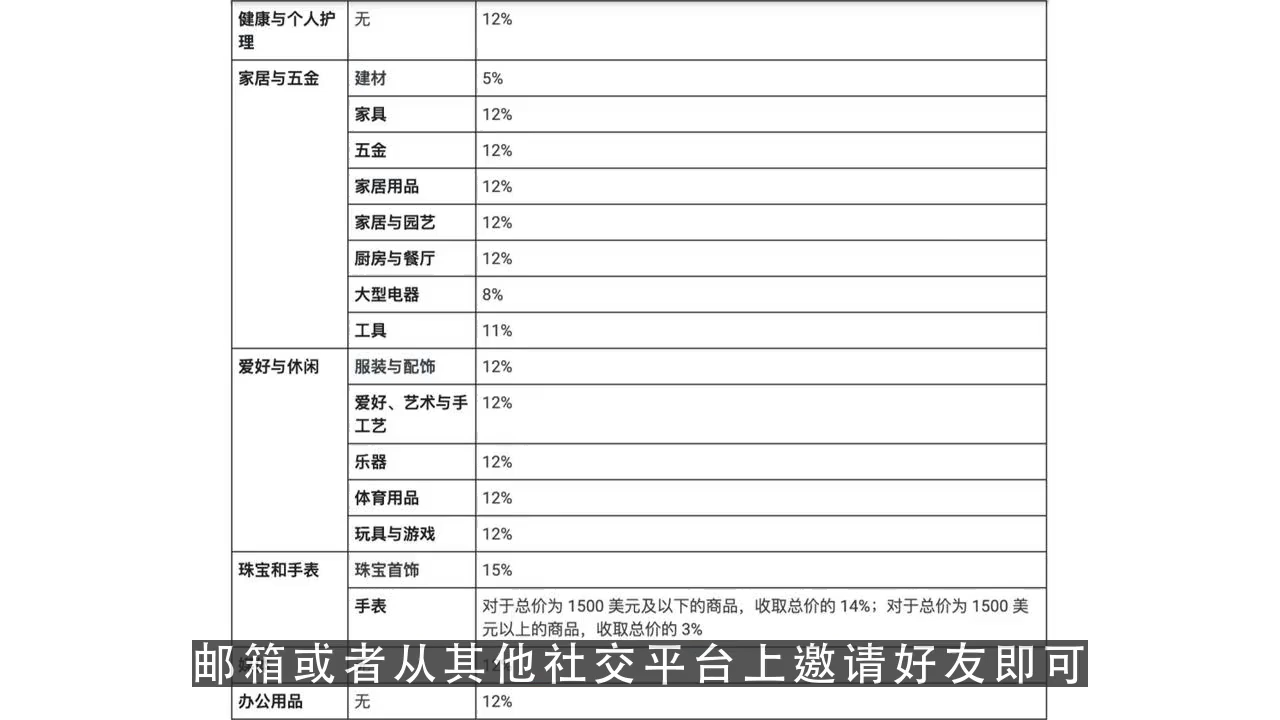 健康与个人护
理
无
12%
家居与五金
建材
5%
家具
12%
五金
12%
家居用品
12%
家居与园艺
12%
厨房与餐厅
12%
大型电器
8%
工具
11%
爱好与休闲
服装与配饰
12%
爱好、艺术与手
工艺
12%
乐器
12%
体育用品
12%
玩具与游戏
12%
珠宝和手表
珠宝首饰
15%
手表
对于总价为 1500 美元及以下的商品，收取总价的 14%；对于总价为 1500 美
元以上的商品，收取总价的 3%
邮箱或者从其他社交平台上邀请好友即可
办公用品
无
12%